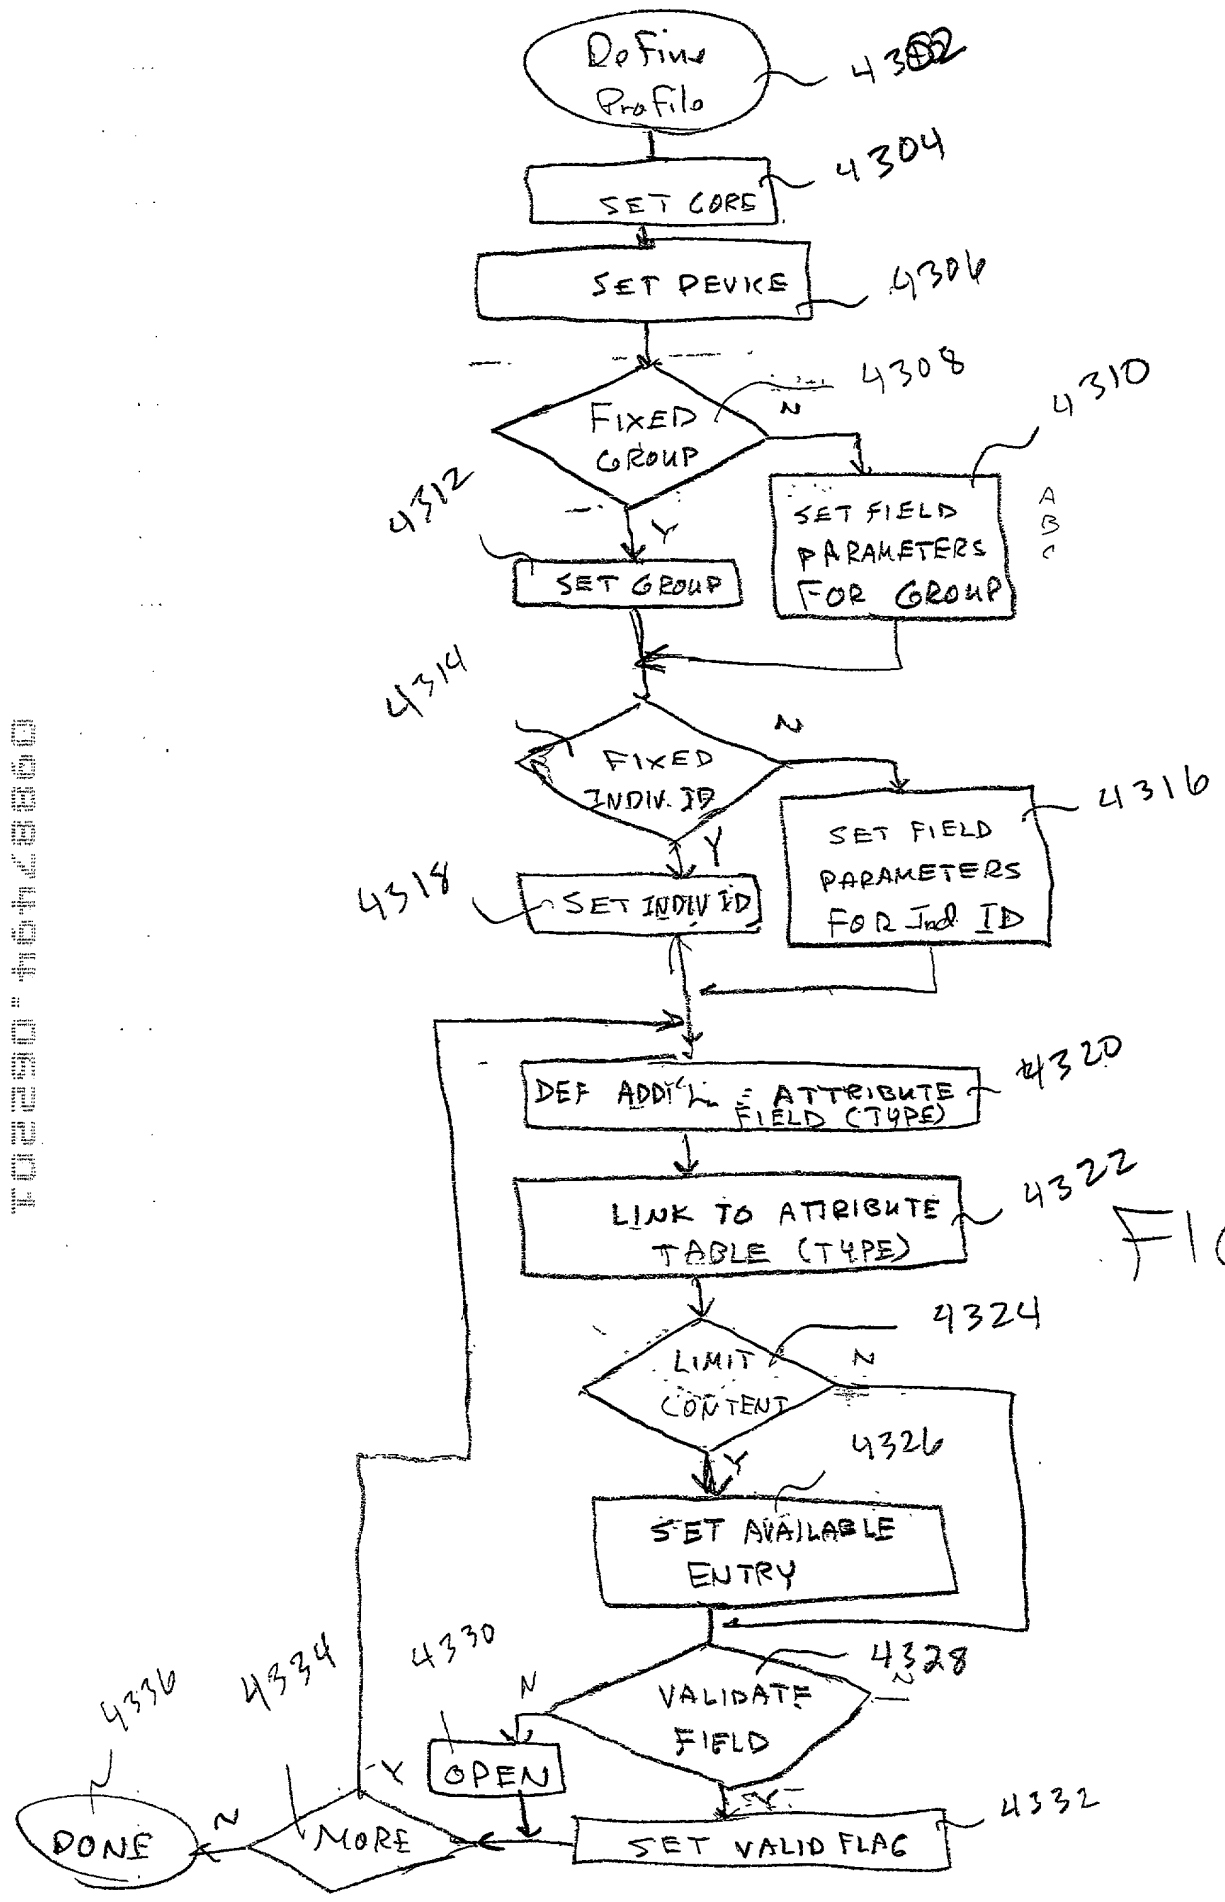 Define
Profile
4302
4304
SET CORE
4306
SET DEVICE
4308
N
4310
FIXED
GROUP
4312
Y
SET FIELD
PARAMETERS
FOR GROUP
A
B
C
SET GROUP
4314
N
FIXED
INDIV. ID
4316
Y
SET FIELD
PARAMETERS
FOR Ind ID
4318
SET INDIV ID
4320
DEF ADDT'L ATTRIBUTE
FIELD (TYPE)
4322
LINK TO ATTRIBUTE
TABLE (TYPE)
FIG
4324
N
LIMIT
CONTENT
Y
4326
SET AVAILABLE
ENTRY
4328
N
N
VALIDATE
FIELD
4330
OPEN
Y
4332
SET VALID FLAG
4334
Y
MORE
N
4336
DONE